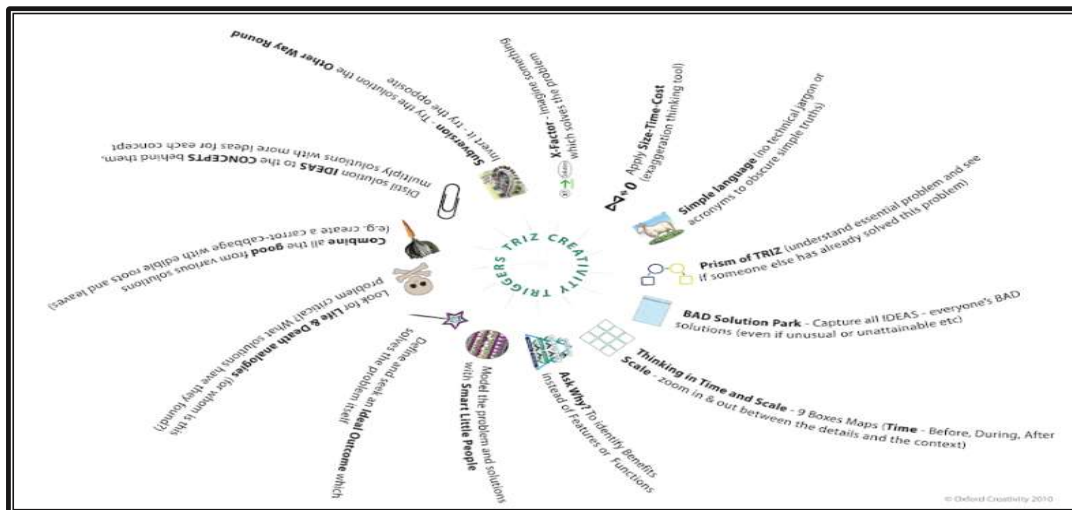 TRIZ CREATIVITY TRIGGERS
X-Factor - Imagine something
which solves the problem
Apply Size-Time-Cost
(exaggeration thinking tool)
Simple language (no technical jargon or
acronyms to obscure simple truths)
Prism of TRIZ (understand essential problem and see
if someone else has already solved this problem)
BAD Solution Park - Capture all IDEAS - everyone's BAD
solutions (even if unusual or unattainable etc)
Thinking in Time and Scale - 9 Boxes Maps (Time - Before, During, After
Scale - zoom in & out between the details and the context)
Ask Why? To identify Benefits
instead of Features or Functions
Model the problem and solutions
with Smart Little People
Define and seek an Ideal Outcome which
solves the problem itself
Look for Life & Death analogies (for whom is this
problem critical? What solutions have they found?)
Combine all the good from various solutions
(e.g. create a carrot-cabbage with edible roots and leaves)
Distil solution IDEAS to the CONCEPTS behind them,
multiply solutions with more ideas for each concept
Subversion - Try the solution the Other Way Round
Invert it - try the opposite
© Oxford Creativity 2010